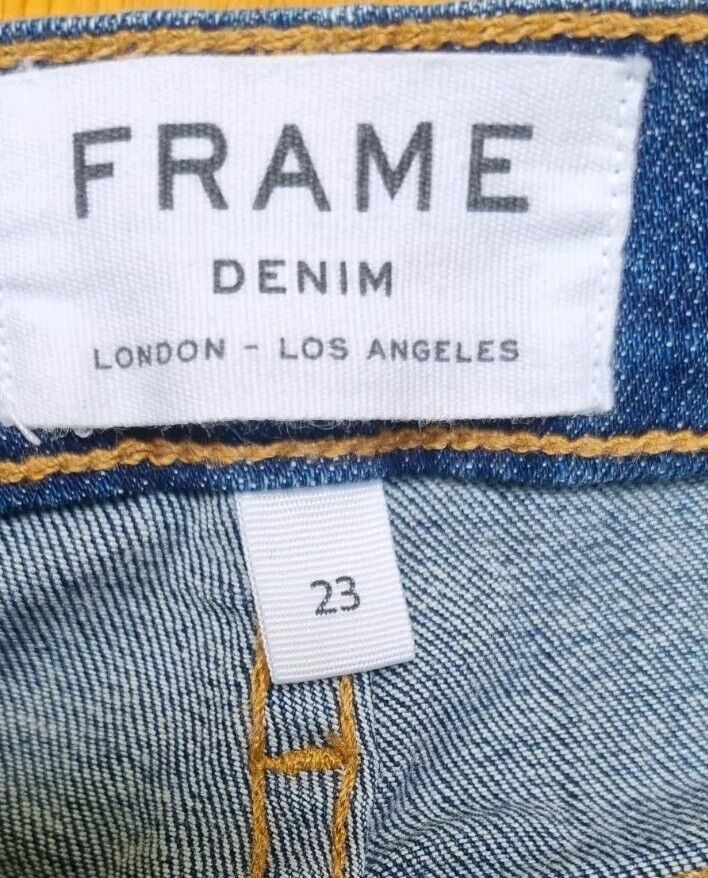 FRAME
DENIM
LONDON - LOS ANGELES
23